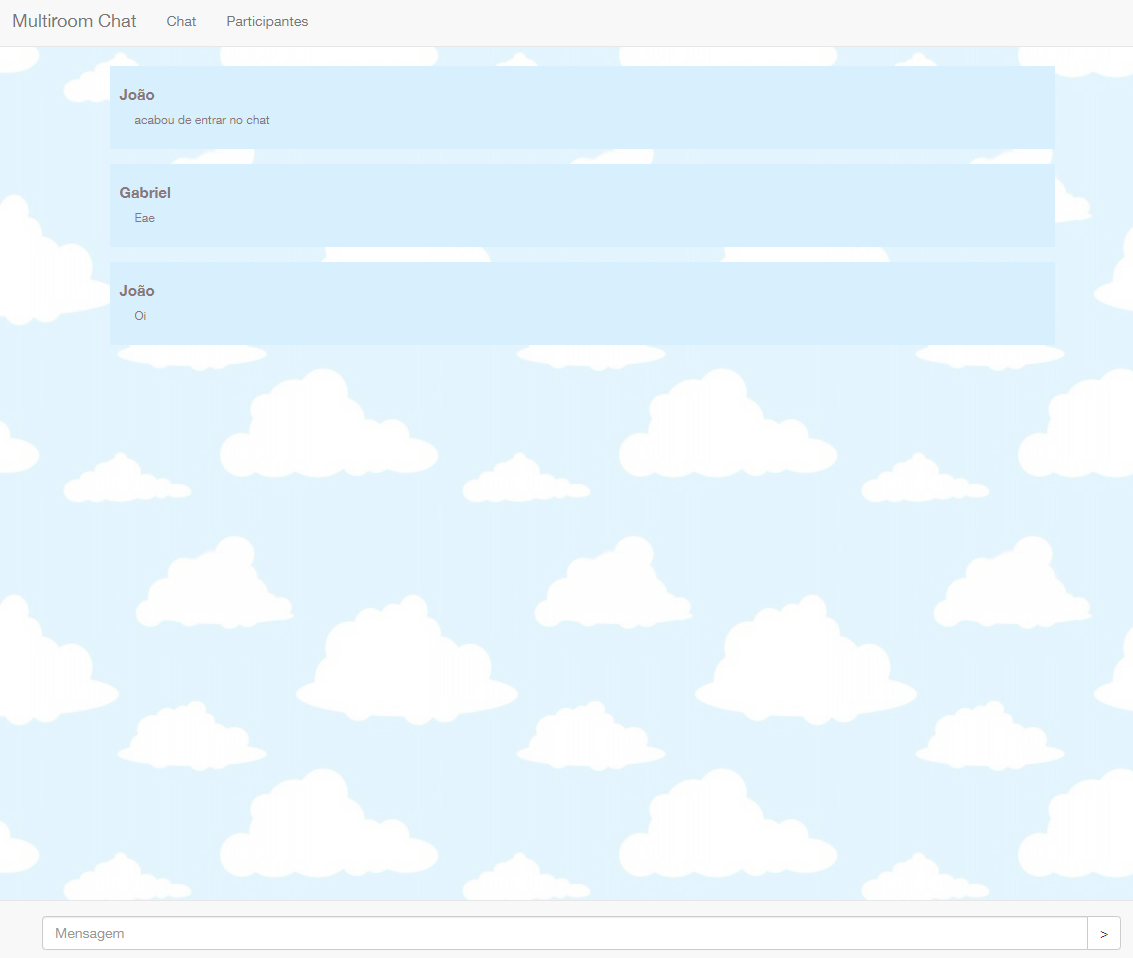 Multiroom Chat Chat Participantes
João
acabou de entrar no chat
Gabriel
Eae
João
Oi
Mensagem >